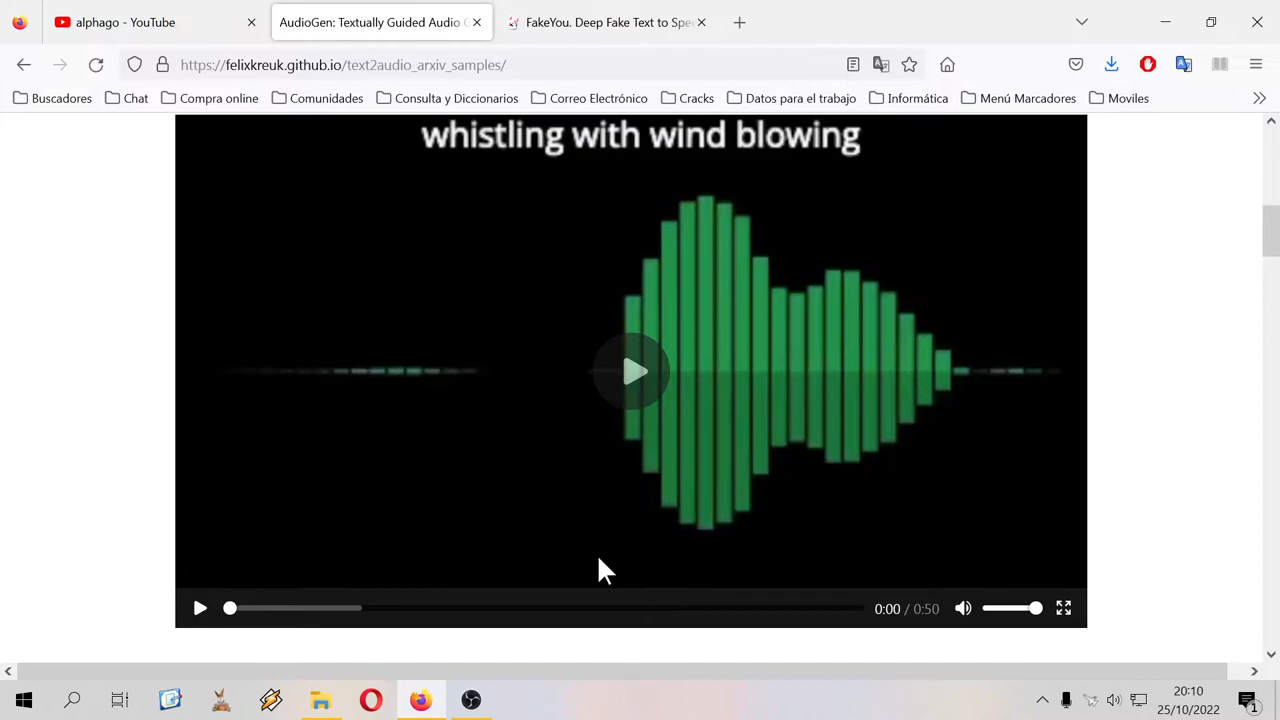 alphago - YouTube
AudioGen: Textually Guided Audio G
FakeYou. Deep Fake Text to Spee
https://felixkreuk.github.io/text2audio_arxiv_samples/
Buscadores
Chat
Compra online
Comunidades
Consulta y Diccionarios
Correo Electrónico
Cracks
Datos para el trabajo
Informática
Menú Marcadores
Moviles
whistling with wind blowing
0:00 / 0:50
20:10
25/10/2022
1